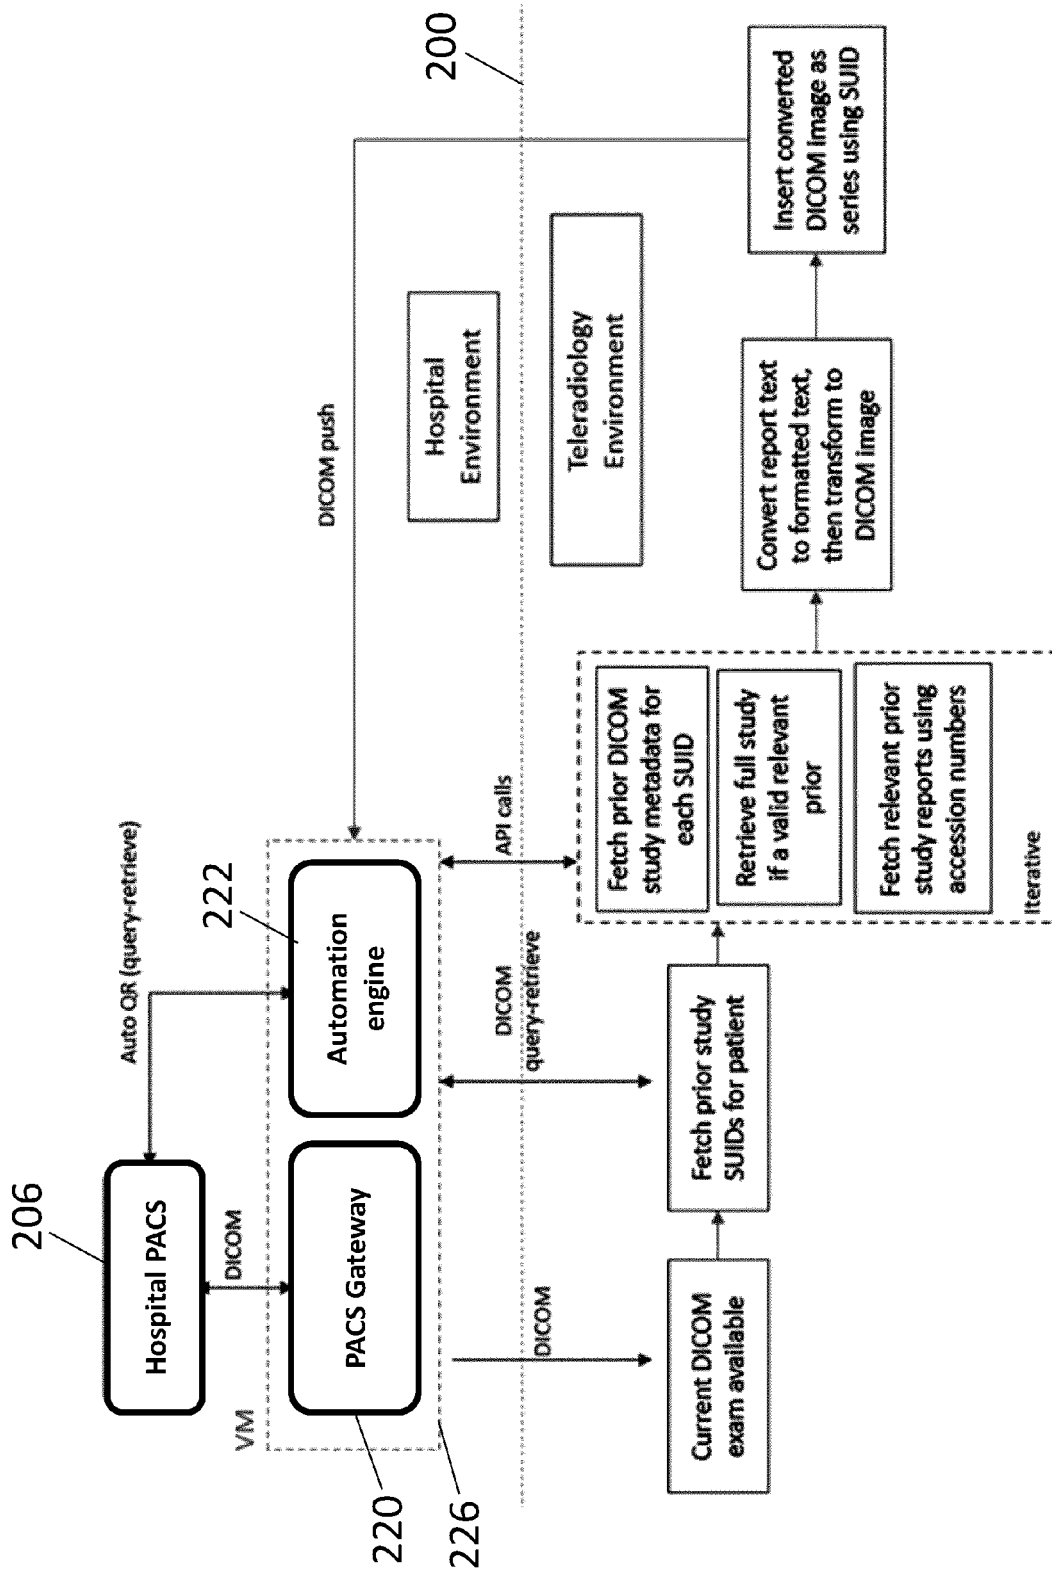 206
Hospital PACS
Auto QR (query-retrieve)
DICOM
VM
222
PACS Gateway
Automation
engine
220
226
DICOM push
Hospital
Environment
200
DICOM
DICOM
query-retrieve
API calls
Teleradiology
Environment
Current DICOM
exam available
Fetch prior study
SUIDs for patient
Fetch prior DICOM
study metadata for
each SUID
Retrieve full study
if a valid relevant
prior
Fetch relevant prior
study reports using
accession numbers
Iterative
Convert report text
to formatted text,
then transform to
DICOM image
Insert converted
DICOM image as
series using SUID